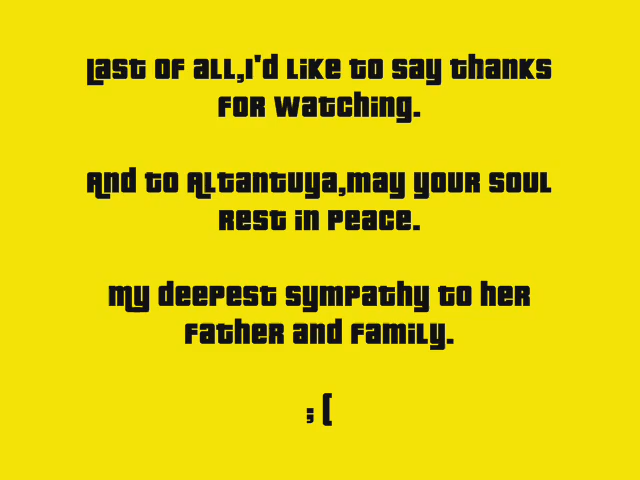 Last of all,I'd like to say thanks
for watching.
And to Altantuya,may your soul
rest in peace.
My deepest sympathy to her
father and family.
;(